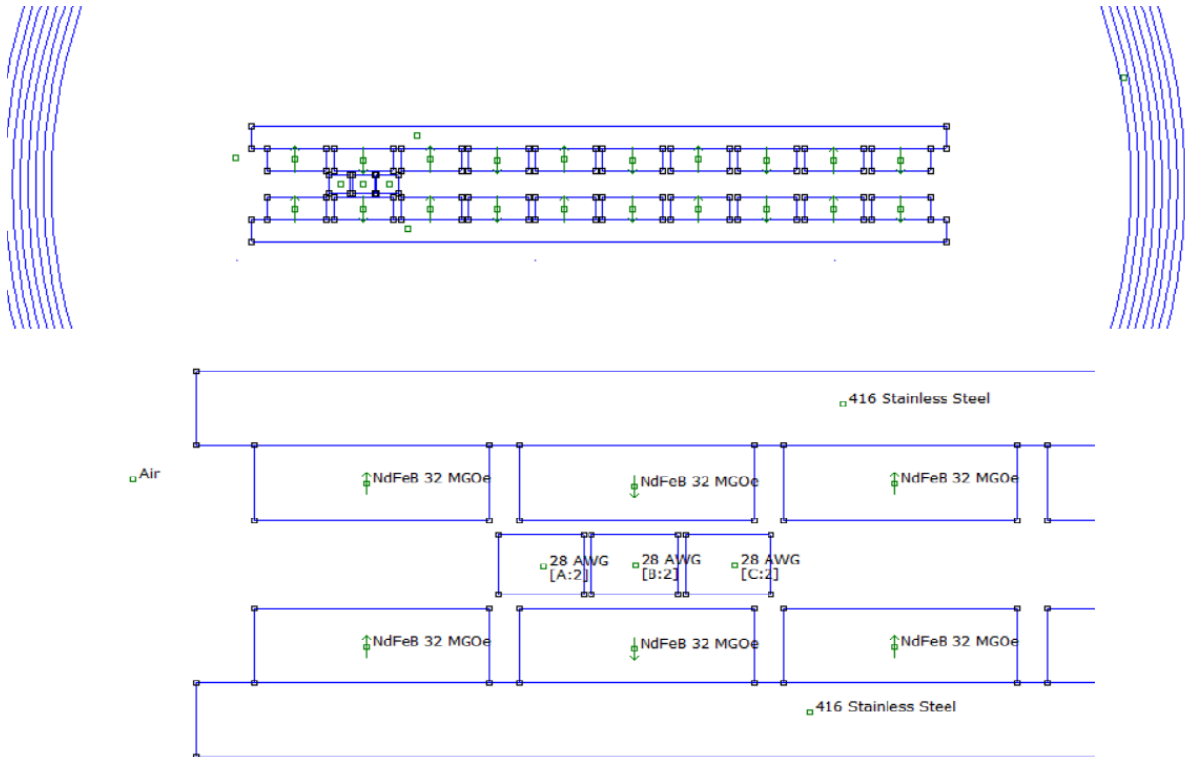 416 Stainless Steel
Air
NdFeB 32 MGOe
NdFeB 32 MGOe
NdFeB 32 MGOe
28 AWG
[A:2]
28 AWG
[B:2]
28 AWG
[C:2]
NdFeB 32 MGOe
NdFeB 32 MGOe
NdFeB 32 MGOe
416 Stainless Steel